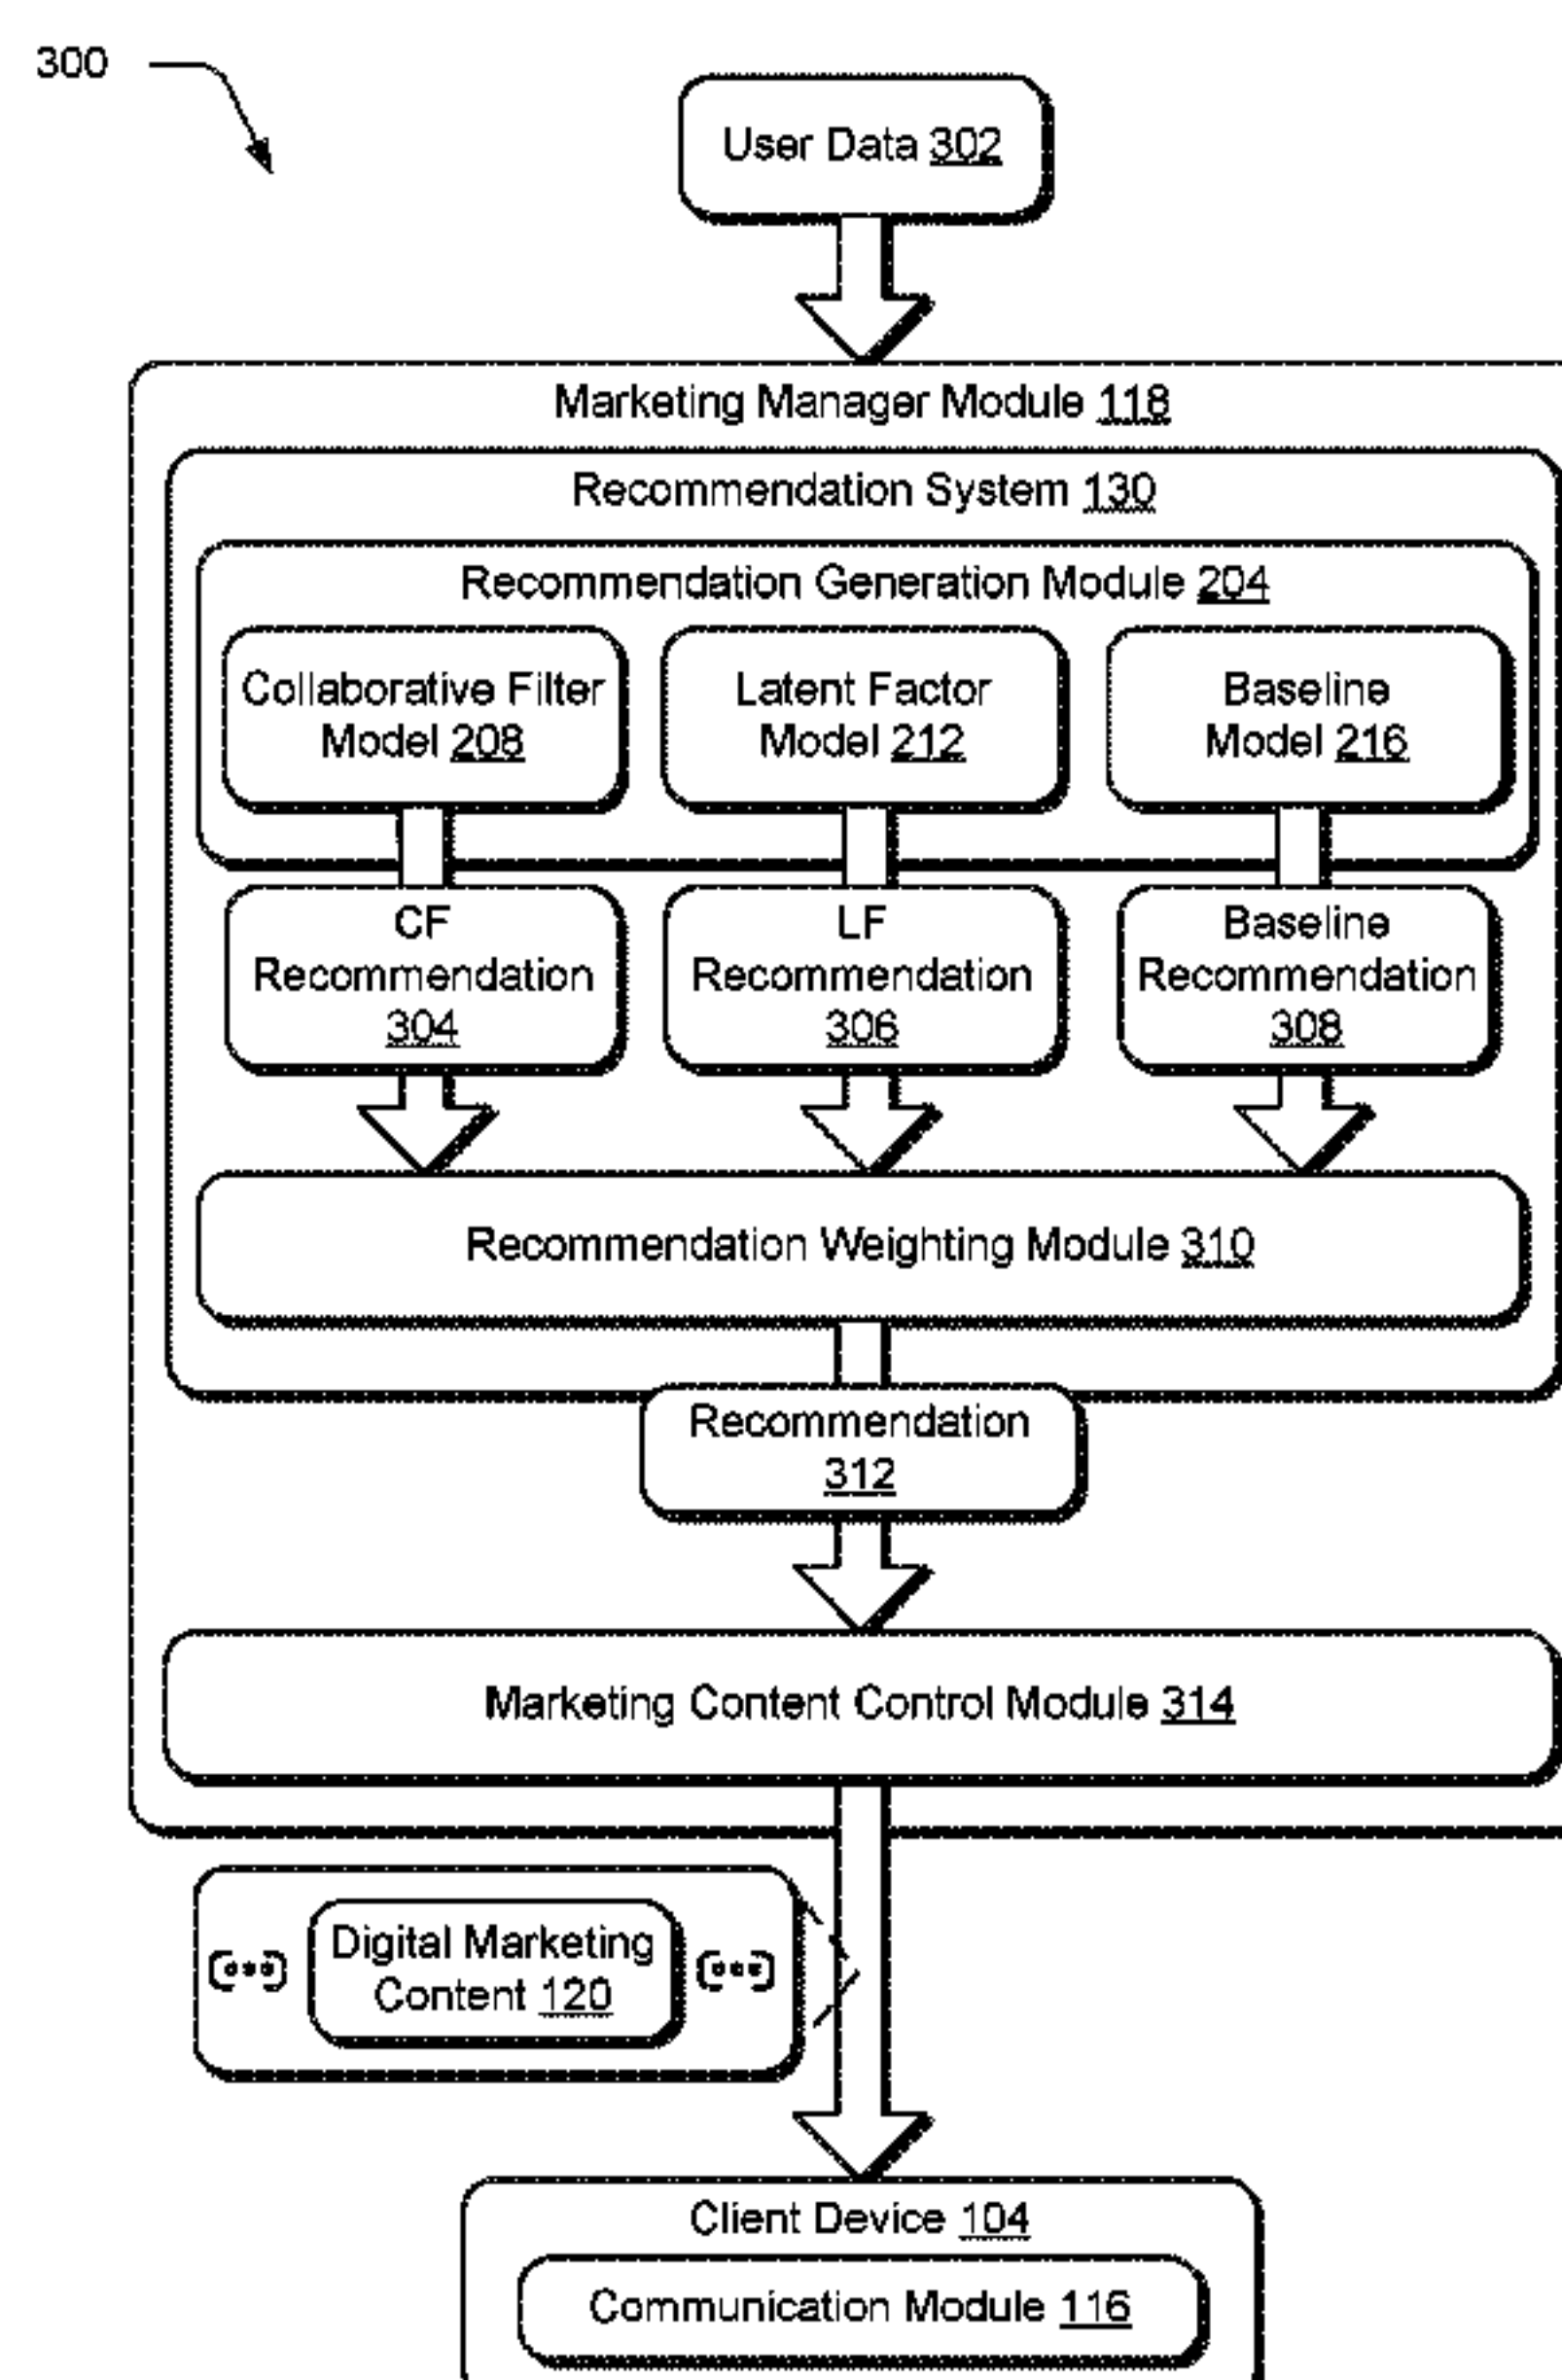 300
User Data 302
Marketing Manager Module 118
Recommendation System 130
Recommendation Generation Module 204
Collaborative Filter
Model 208
Latent Factor
Model 212
Baseline
Model 216
CF
Recommendation
304
LF
Recommendation
306
Baseline
Recommendation
308
Recommendation Weighting Module 310
Recommendation
312
Marketing Content Control Module 314
Digital Marketing
Content 120
Client Device 104
Communication Module 116